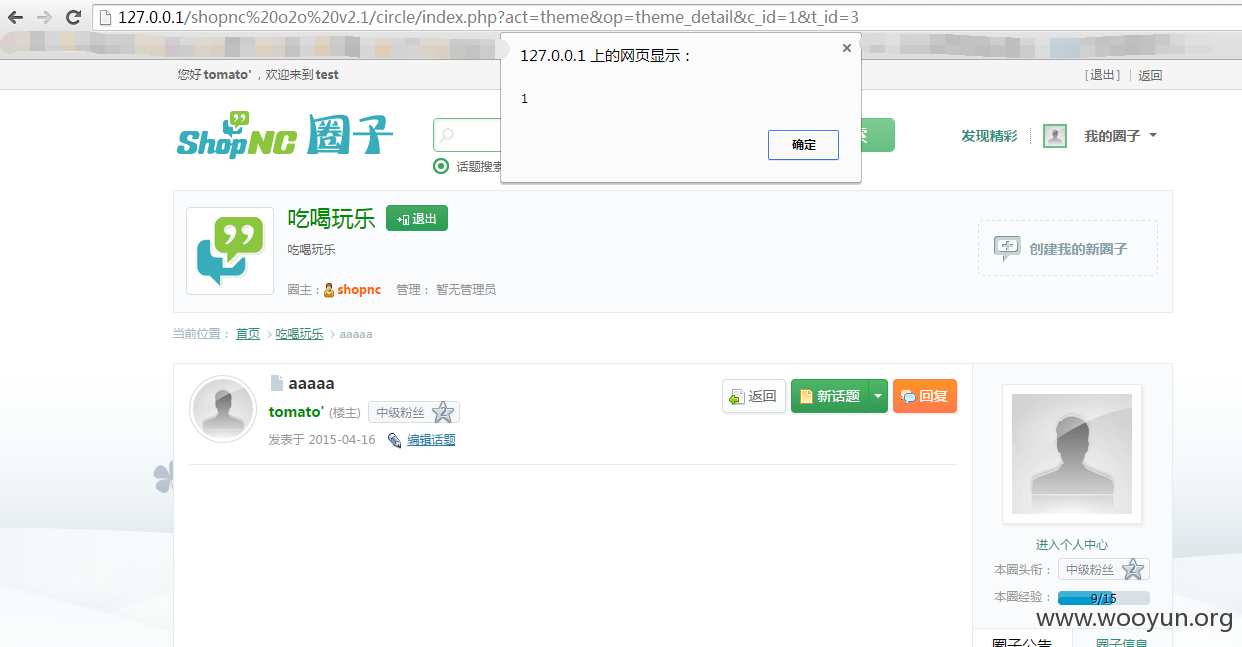 127.0.0.1/shopnc%20o2o%20v2.1/circle/index.php?act=theme&op=theme_detail&c_id=1&t_id=3
127.0.0.1 上的网页显示：
×
1
确定
您好 tomato'，欢迎来到 test
[退出] 返回
ShopNC 圈子
话题搜索
发现精彩 我的圈子
吃喝玩乐 退出
吃喝玩乐
创建我的新圈子
圈主： shopnc 管理： 暂无管理员
当前位置： 首页 > 吃喝玩乐 > aaaaa
aaaaa
返回 新话题 回复
tomato' (楼主) 中级粉丝 2
发表于 2015-04-16 编辑话题
进入个人中心
本圈头衔： 中级粉丝 2
本圈经验： 9/15
www.wooyun.org
圈子公告 圈子信息